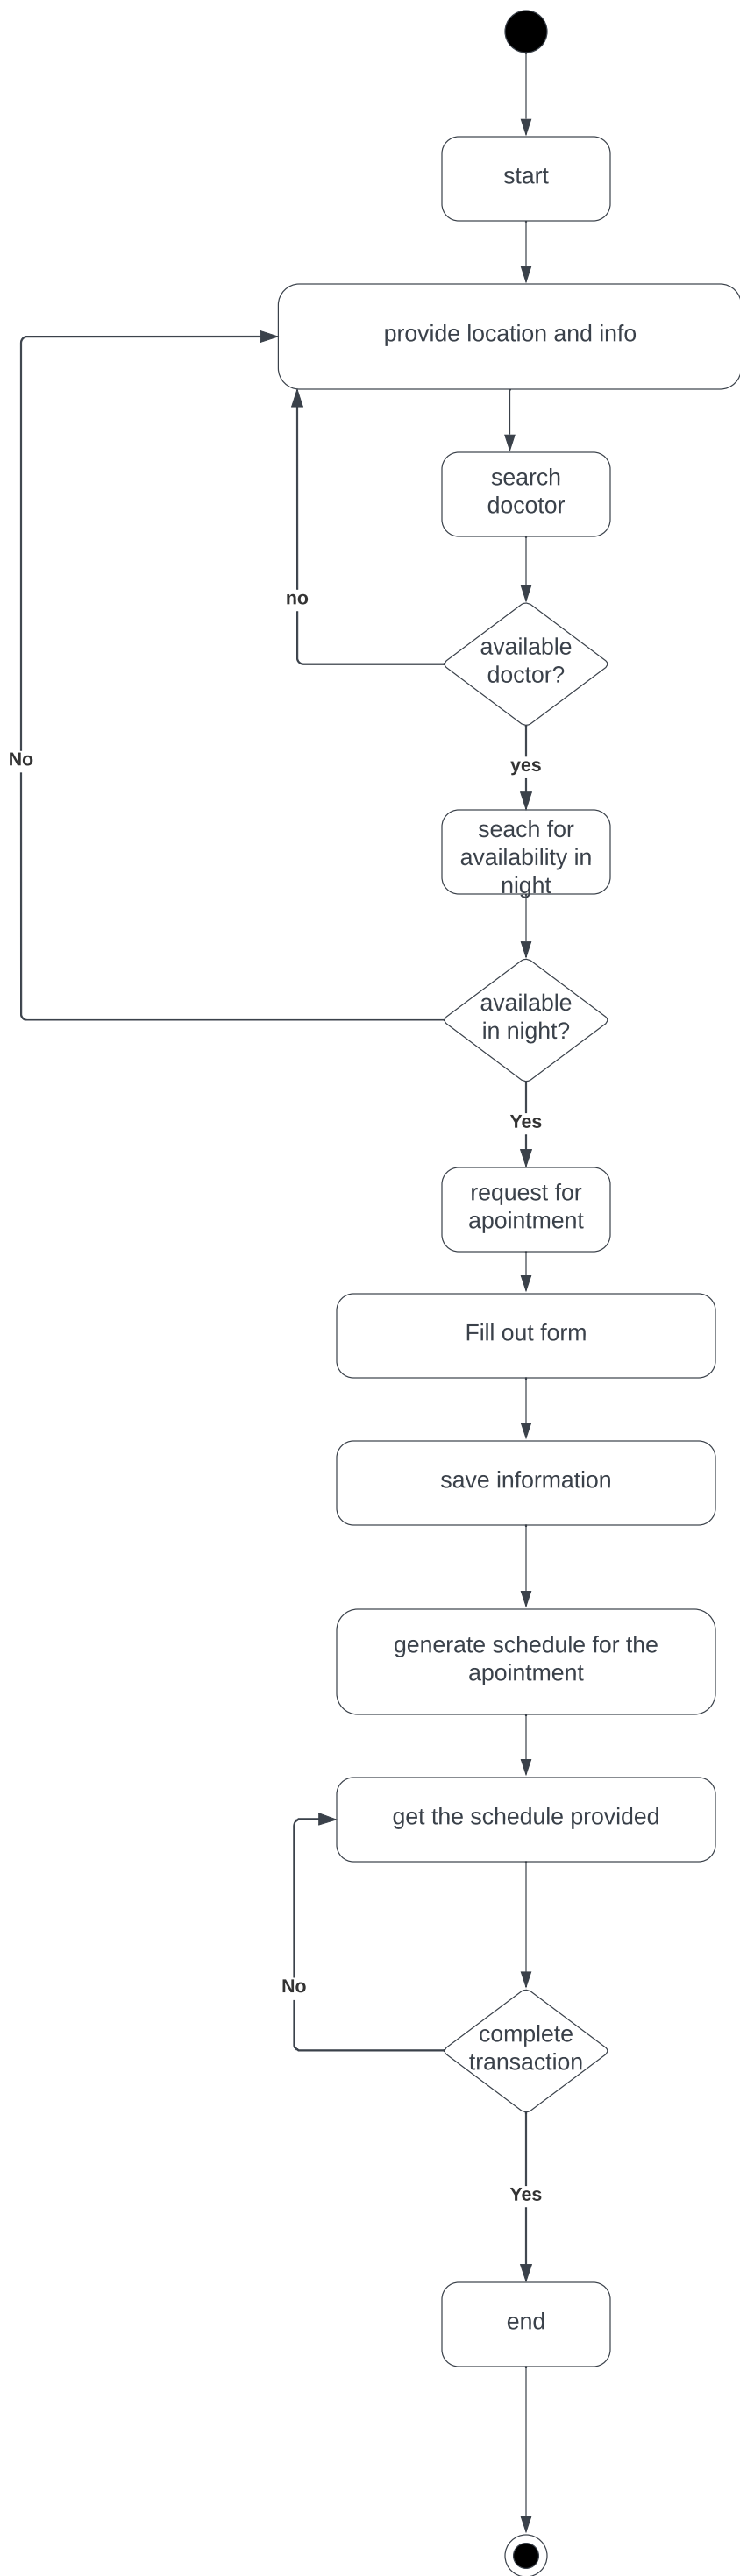 start
provide location and info
search
docotor
no
available
doctor?
No
yes
seach for
availability in
night
available
in night?
Yes
request for
apointment
Fill out form
save information
generate schedule for the
apointment
get the schedule provided
No
complete
transaction
Yes
end